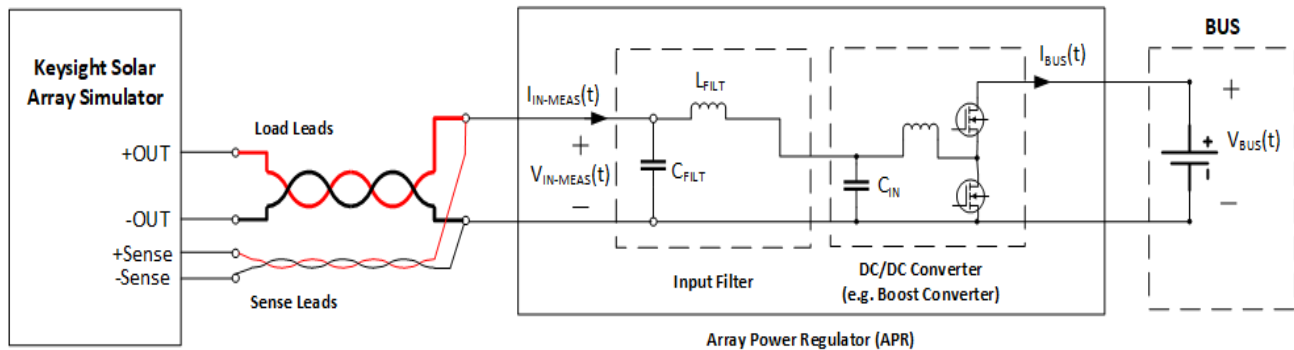 Keysight Solar
Array Simulator
+OUT
-OUT
+Sense
-Sense
Load Leads
Sense Leads
I_IN-MEAS(t)
+
V_IN-MEAS(t)
−
C_FILT
L_FILT
Input Filter
C_IN
DC/DC Converter
(e.g. Boost Converter)
Array Power Regulator (APR)
I_BUS(t)
BUS
+
V_BUS(t)
−
+